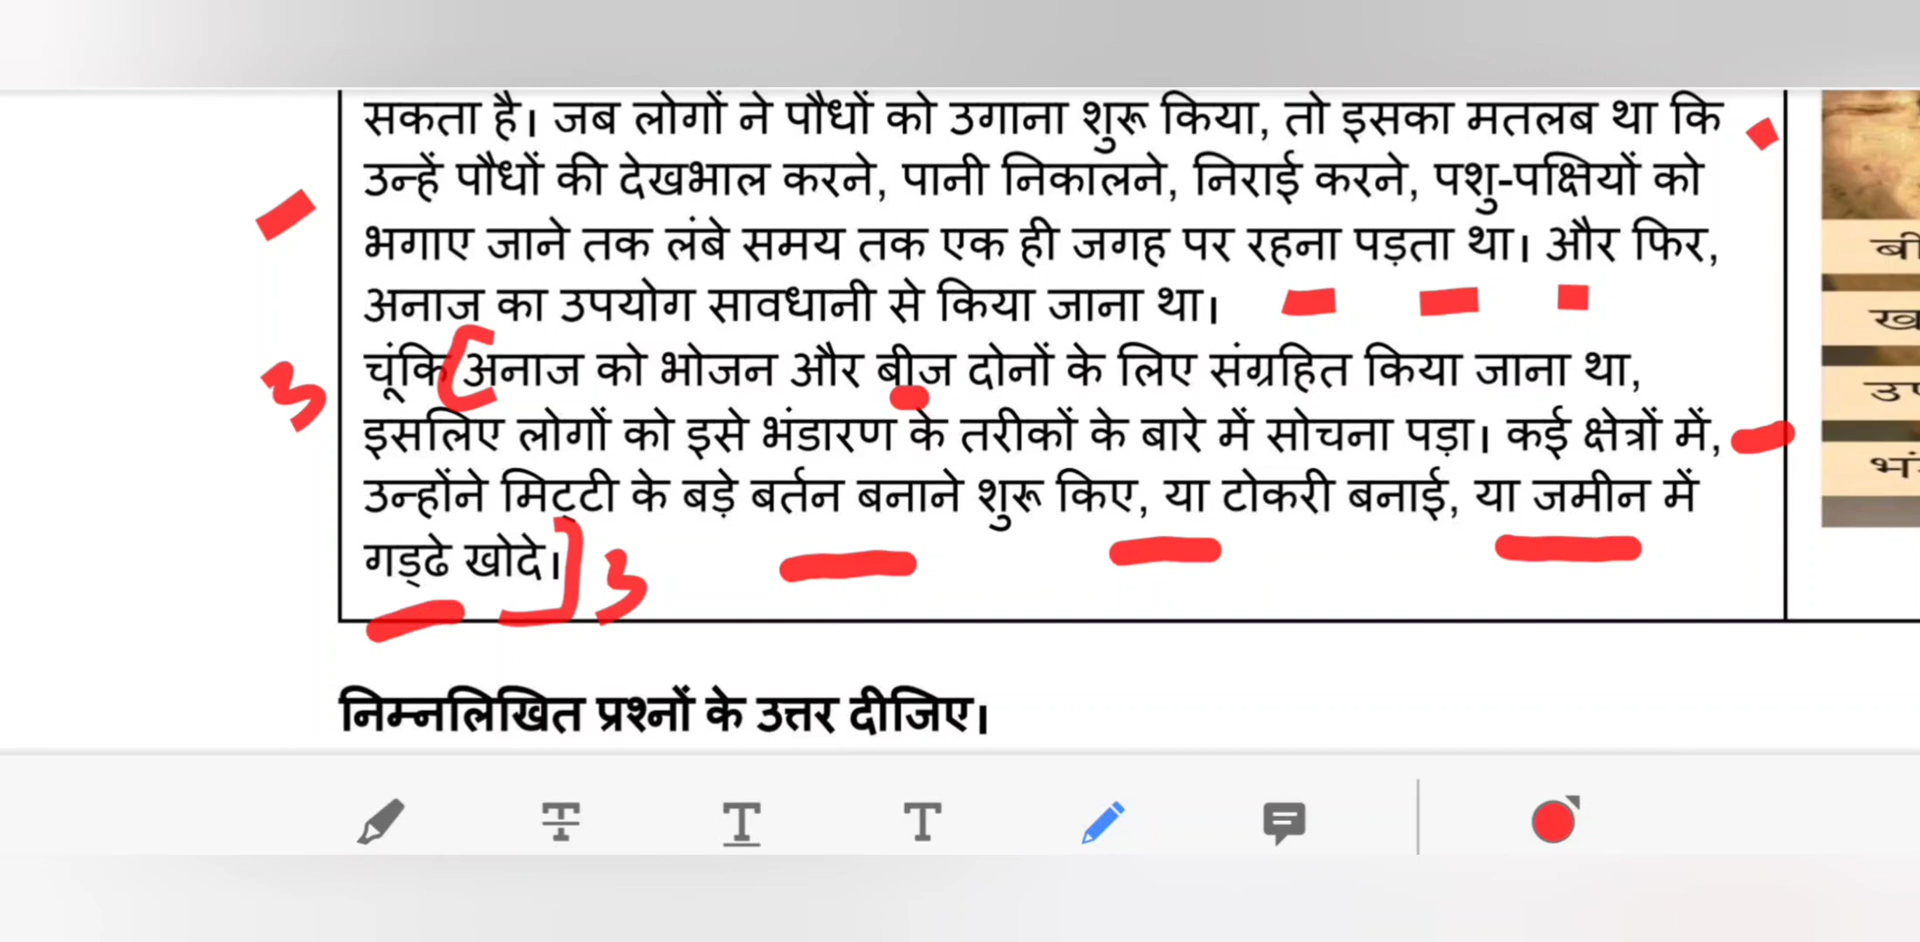 सकता है। जब लोगों ने पौधों को उगाना शुरू किया, तो इसका मतलब था कि
उन्हें पौधों की देखभाल करने, पानी निकालने, निराई करने, पशु-पक्षियों को
भगाए जाने तक लंबे समय तक एक ही जगह पर रहना पड़ता था। और फिर,
अनाज का उपयोग सावधानी से किया जाना था।
चूंकि अनाज को भोजन और बीज दोनों के लिए संग्रहित किया जाना था,
इसलिए लोगों को इसे भंडारण के तरीकों के बारे में सोचना पड़ा। कई क्षेत्रों में,
उन्होंने मिट्टी के बड़े बर्तन बनाने शुरू किए, या टोकरी बनाई, या जमीन में
गड्ढे खोदे।
3
3
निम्नलिखित प्रश्नों के उत्तर दीजिए।